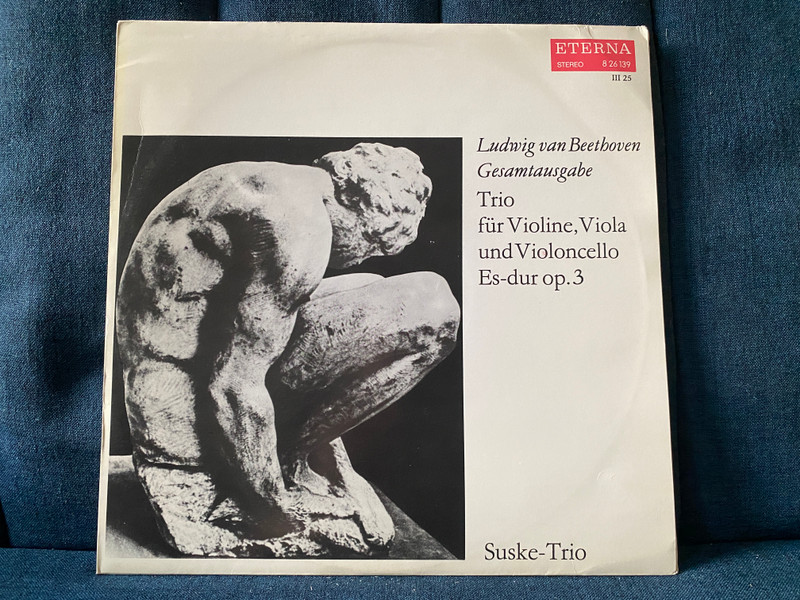 ETERNA
STEREO 8 26 139
III 25
Ludwig van Beethoven
Gesamtausgabe
Trio
für Violine, Viola
und Violoncello
Es-dur op. 3
Suske-Trio